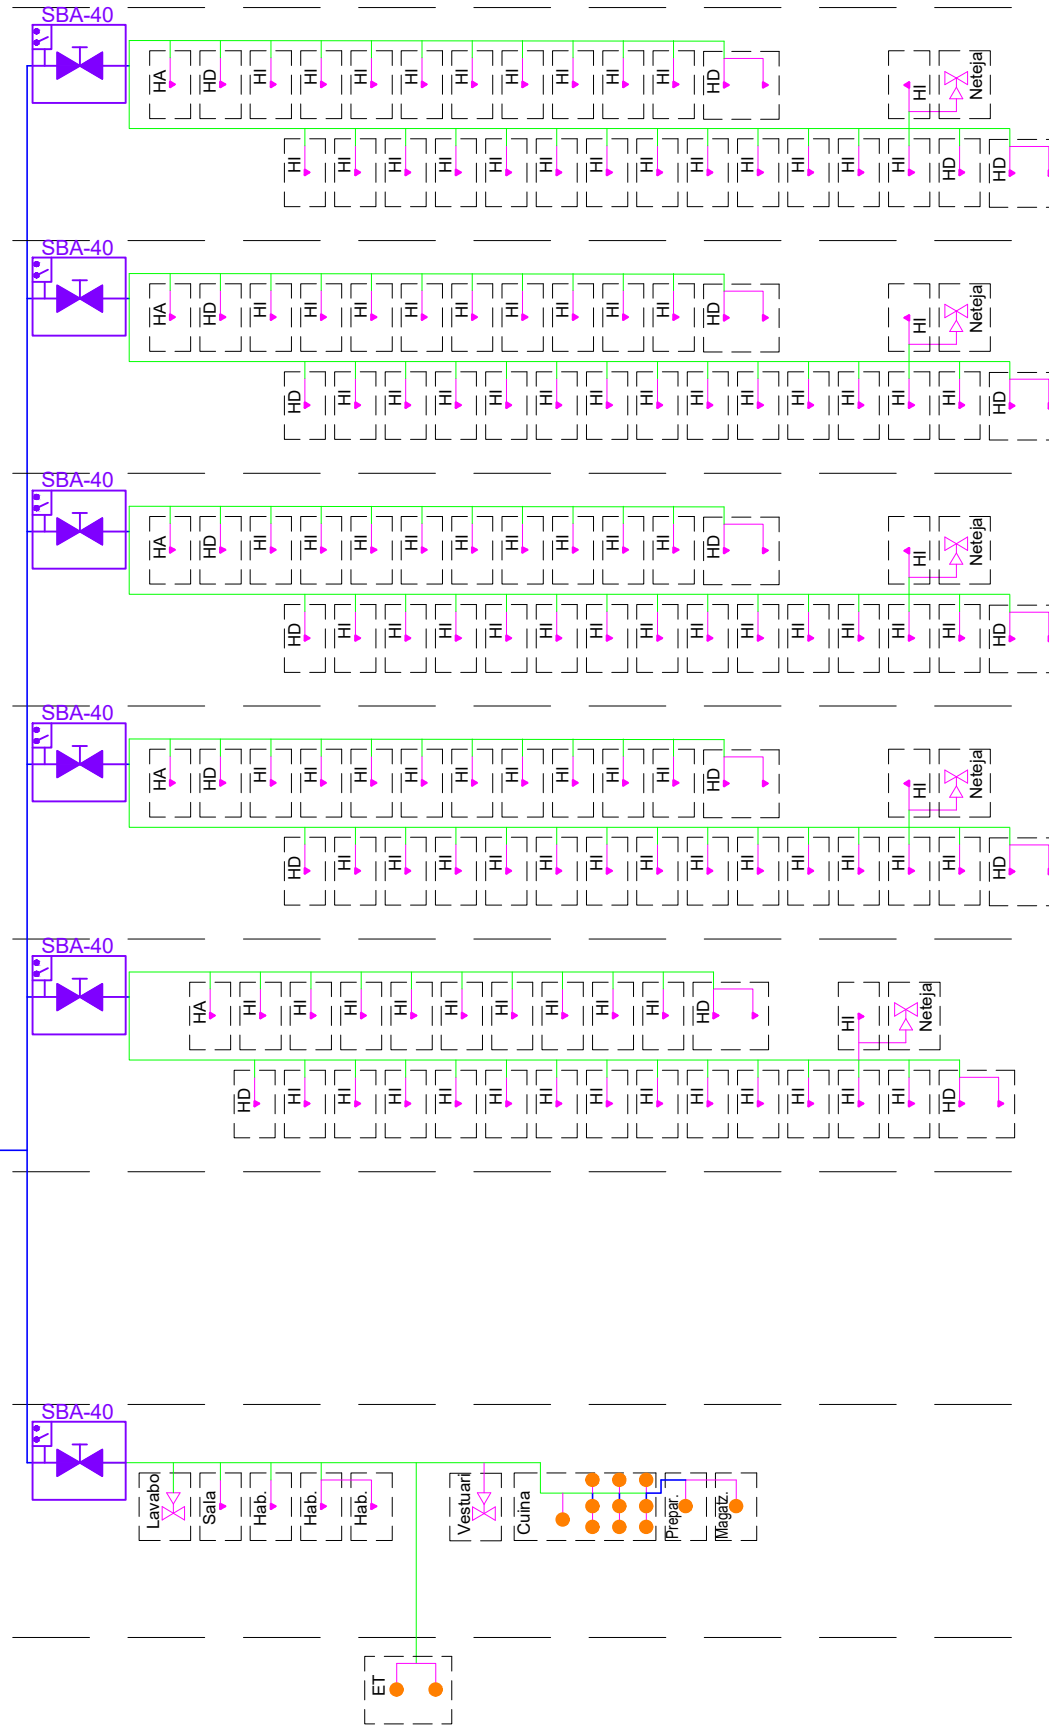 SBA-40
HA HD HI HI HI HI HI HI HI HI HI HD HI Neteja
HI HI HI HI HI HI HI HI HI HI HI HI HI HD HD
SBA-40
HA HD HI HI HI HI HI HI HI HI HI HD HI Neteja
HD HI HI HI HI HI HI HI HI HI HI HI HI HI HD
SBA-40
HA HD HI HI HI HI HI HI HI HI HI HD HI Neteja
HD HI HI HI HI HI HI HI HI HI HI HI HI HI HD
SBA-40
HA HD HI HI HI HI HI HI HI HI HI HD HI Neteja
HD HI HI HI HI HI HI HI HI HI HI HI HI HI HD
SBA-40
HA HI HI HI HI HI HI HI HI HI HD HI Neteja
HD HI HI HI HI HI HI HI HI HI HI HI HI HI HD
SBA-40
Lavabo Sala Hab. Hab. Hab. Vestuari Cuina Prepar. Magatz.
ET